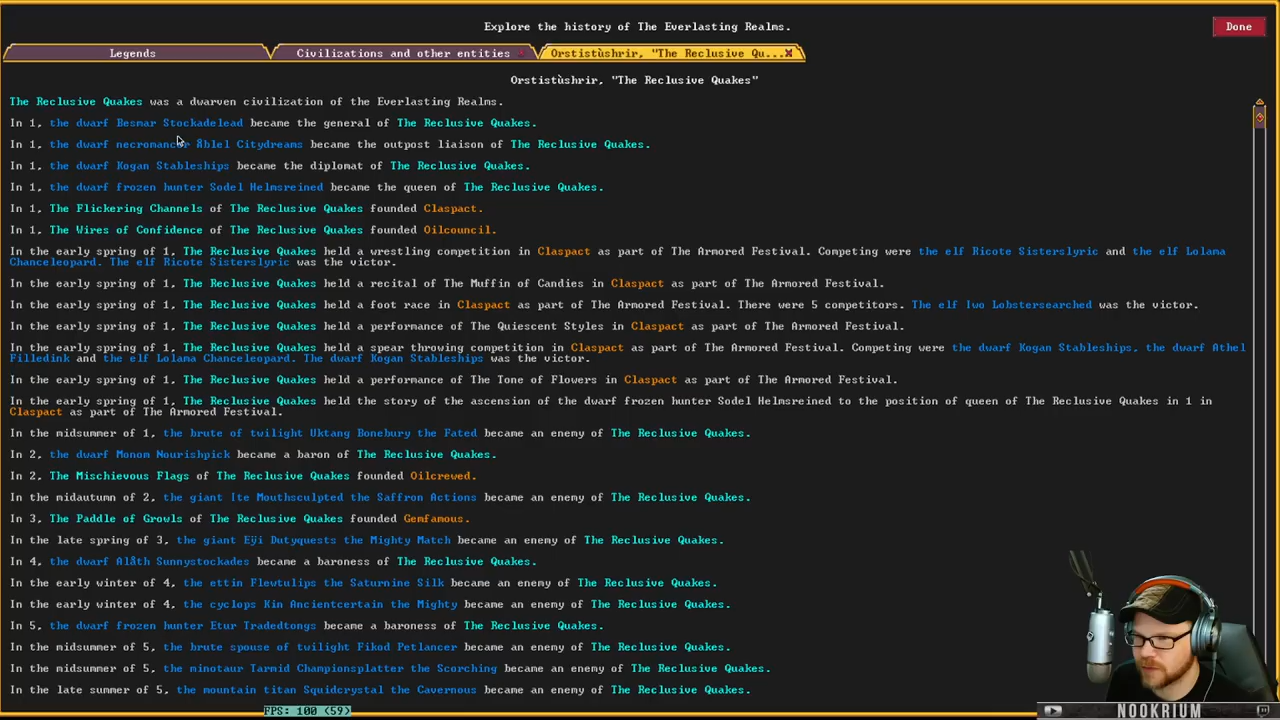 Explore the history of The Everlasting Realms.
Done
Legends
Civilizations and other entities
Orstistùshrir, "The Reclusive Qu...
Orstistùshrir, "The Reclusive Quakes"
The Reclusive Quakes was a dwarven civilization of the Everlasting Realms.
In 1, the dwarf Besmar Stockadelead became the general of The Reclusive Quakes.
In 1, the dwarf necromancer Åblel Citydreams became the outpost liaison of The Reclusive Quakes.
In 1, the dwarf Kogan Stableships became the diplomat of The Reclusive Quakes.
In 1, the dwarf frozen hunter Sodel Helmsreined became the queen of The Reclusive Quakes.
In 1, The Flickering Channels of The Reclusive Quakes founded Claspact.
In 1, The Wires of Confidence of The Reclusive Quakes founded Oilcouncil.
In the early spring of 1, The Reclusive Quakes held a wrestling competition in Claspact as part of The Armored Festival. Competing were the elf Ricote Sisterslyric and the elf Lolama
Chanceleopard. The elf Ricote Sisterslyric was the victor.
In the early spring of 1, The Reclusive Quakes held a recital of The Muffin of Candies in Claspact as part of The Armored Festival.
In the early spring of 1, The Reclusive Quakes held a foot race in Claspact as part of The Armored Festival. There were 5 competitors. The elf Iwo Lobstersearched was the victor.
In the early spring of 1, The Reclusive Quakes held a performance of The Quiescent Styles in Claspact as part of The Armored Festival.
In the early spring of 1, The Reclusive Quakes held a spear throwing competition in Claspact as part of The Armored Festival. Competing were the dwarf Kogan Stableships, the dwarf Athel
Filledink and the elf Lolama Chanceleopard. The dwarf Kogan Stableships was the victor.
In the early spring of 1, The Reclusive Quakes held a performance of The Tone of Flowers in Claspact as part of The Armored Festival.
In the early spring of 1, The Reclusive Quakes held the story of the ascension of the dwarf frozen hunter Sodel Helmsreined to the position of queen of The Reclusive Quakes in 1 in
Claspact as part of The Armored Festival.
In the midsummer of 1, the brute of twilight Uktang Bonebury the Fated became an enemy of The Reclusive Quakes.
In 2, the dwarf Monom Nourishpick became a baron of The Reclusive Quakes.
In 2, The Mischievous Flags of The Reclusive Quakes founded Oilcrewed.
In the midautumn of 2, the giant Ite Mouthsculpted the Saffron Actions became an enemy of The Reclusive Quakes.
In 3, The Paddle of Growls of The Reclusive Quakes founded Gemfamous.
In the late spring of 3, the giant Eÿi Dutyquests the Mighty Match became an enemy of The Reclusive Quakes.
In 4, the dwarf Alåth Sunnystockades became a baroness of The Reclusive Quakes.
In the early winter of 4, the ettin Flewtulips the Saturnine Silk became an enemy of The Reclusive Quakes.
In the early winter of 4, the cyclops Kin Ancientcertain the Mighty became an enemy of The Reclusive Quakes.
In 5, the dwarf frozen hunter Etur Tradedtongs became a baroness of The Reclusive Quakes.
In the midsummer of 5, the brute spouse of twilight Fikod Petlancer became an enemy of The Reclusive Quakes.
In the midsummer of 5, the minotaur Tarmid Championsplatter the Scorching became an enemy of The Reclusive Quakes.
In the late summer of 5, the mountain titan Squidcrystal the Cavernous became an enemy of The Reclusive Quakes.
FPS: 100 (59)
NOOKRIUM